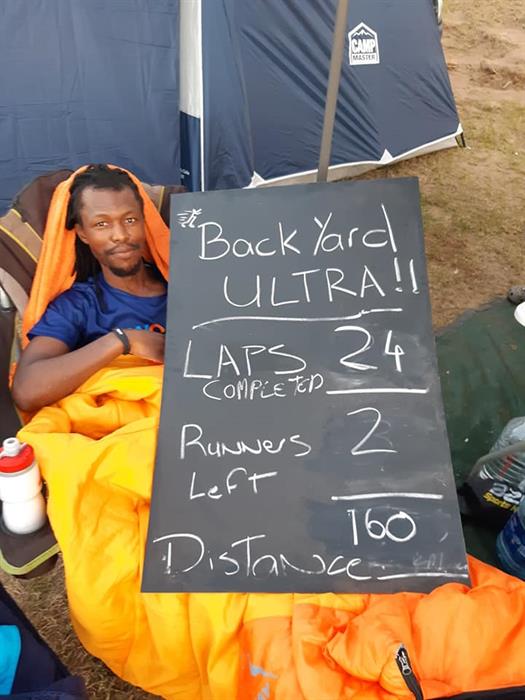 CAMP
MASTER
Back Yard
ULTRA!!
LAPS 24
COMPLETED
Runners 2
Left
160
Distance